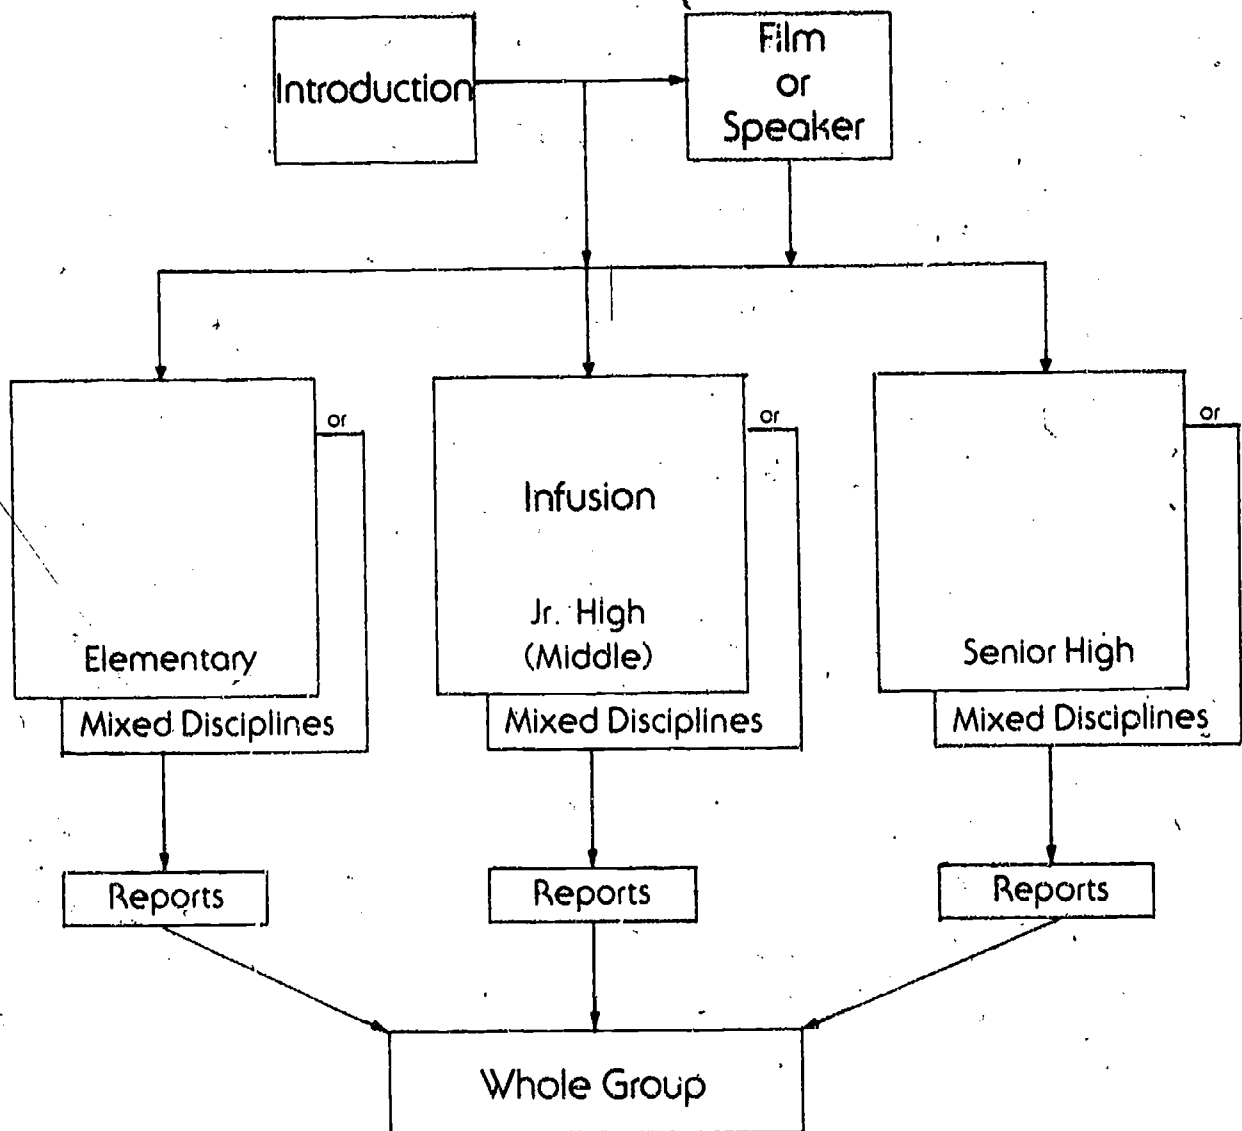 Introduction
Film
or
Speaker
or
or
or
Infusion
Jr. High
(Middle)
Elementary
Senior High
Mixed Disciplines
Mixed Disciplines
Mixed Disciplines
Reports
Reports
Reports
Whole Group